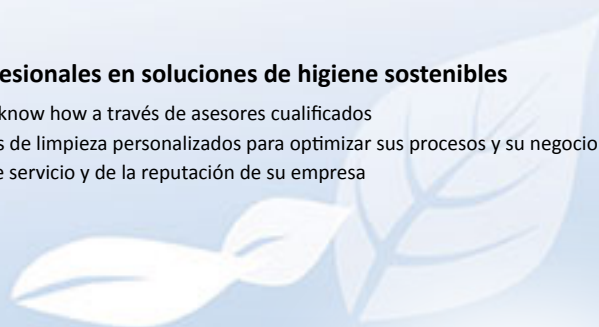 esionales en soluciones de higiene sostenibles
know how a través de asesores cualificados
s de limpieza personalizados para optimizar sus procesos y su negocio
e servicio y de la reputación de su empresa